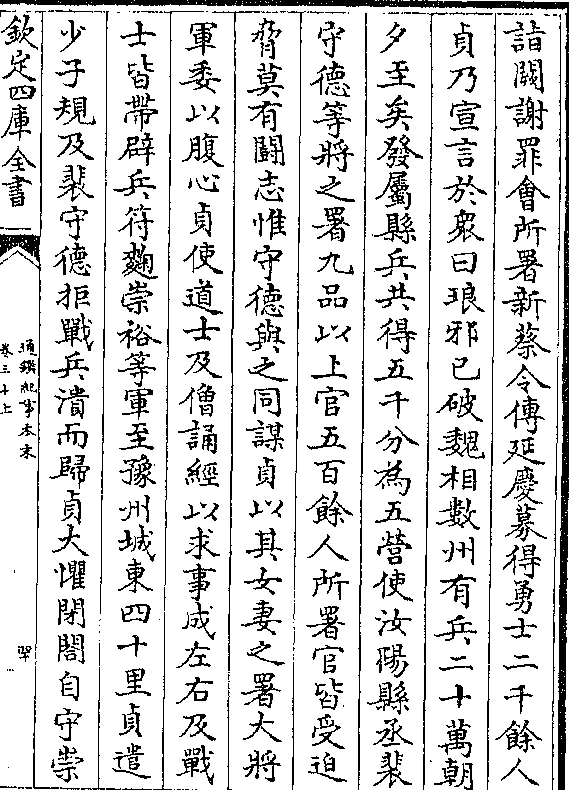 詣闕謝罪會所署新蔡令傅延慶募得勇士二千餘人
貞乃宣言於衆曰琅邪已破魏相數州有兵二十萬朝
夕至矣發屬縣兵共得五千分為五營使汝陽縣丞裴
守德等將之署九品以上官五百餘人所署官皆受迫
脅莫有鬭志惟守德與之同謀貞以其女妻之署大將
軍委以腹心貞使道士及僧誦經以求事成左右及戰
士皆帶辟兵符麴崇裕等軍至豫州城東四十里貞遣
少子規及裴守德拒戰兵潰而歸貞大懼閉閤自守崇
欽定四庫全書
通鑑紀事本末
卷三十上